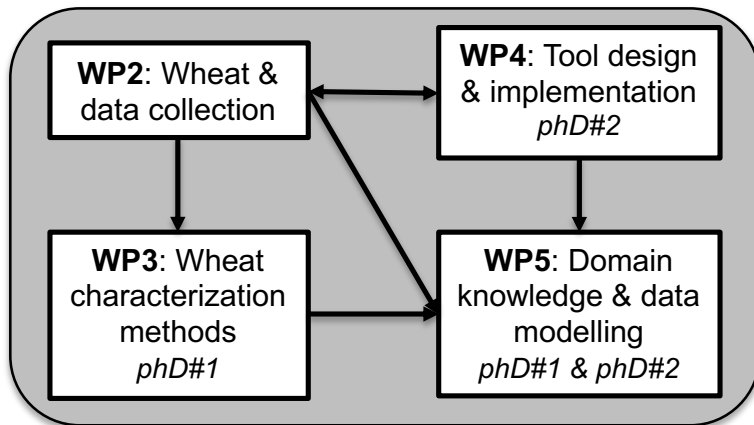 WP2: Wheat &
data collection
WP4: Tool design
& implementation
phD#2
WP3: Wheat
characterization
methods
phD#1
WP5: Domain
knowledge & data
modelling
phD#1 & phD#2